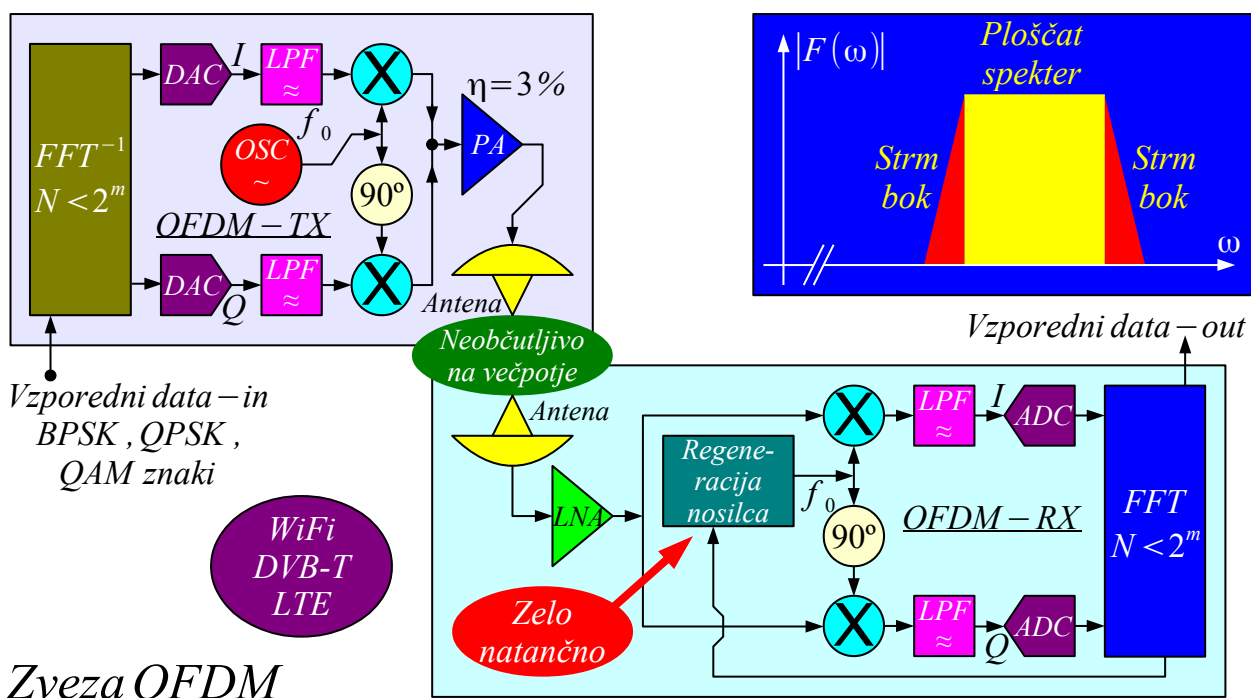 DAC
I
LPF
≈
X
η=3%
FFT⁻¹
N<2ᵐ
OSC
~
f₀
90º
PA
OFDM−TX
DAC
Q
LPF
≈
X
Antena
Vzporedni data−in
BPSK , QPSK ,
QAM znaki
|F(ω)|
Ploščat
spekter
Strm
bok
Strm
bok
ω
Neobčutljivo
na večpotje
Antena
Vzporedni data−out
LNA
Regene-
racija
nosilca
f₀
X
LPF
≈
I
ADC
90º
OFDM−RX
FFT
N<2ᵐ
X
LPF
≈
Q
ADC
Zelo
natančno
WiFi
DVB-T
LTE
Zveza OFDM